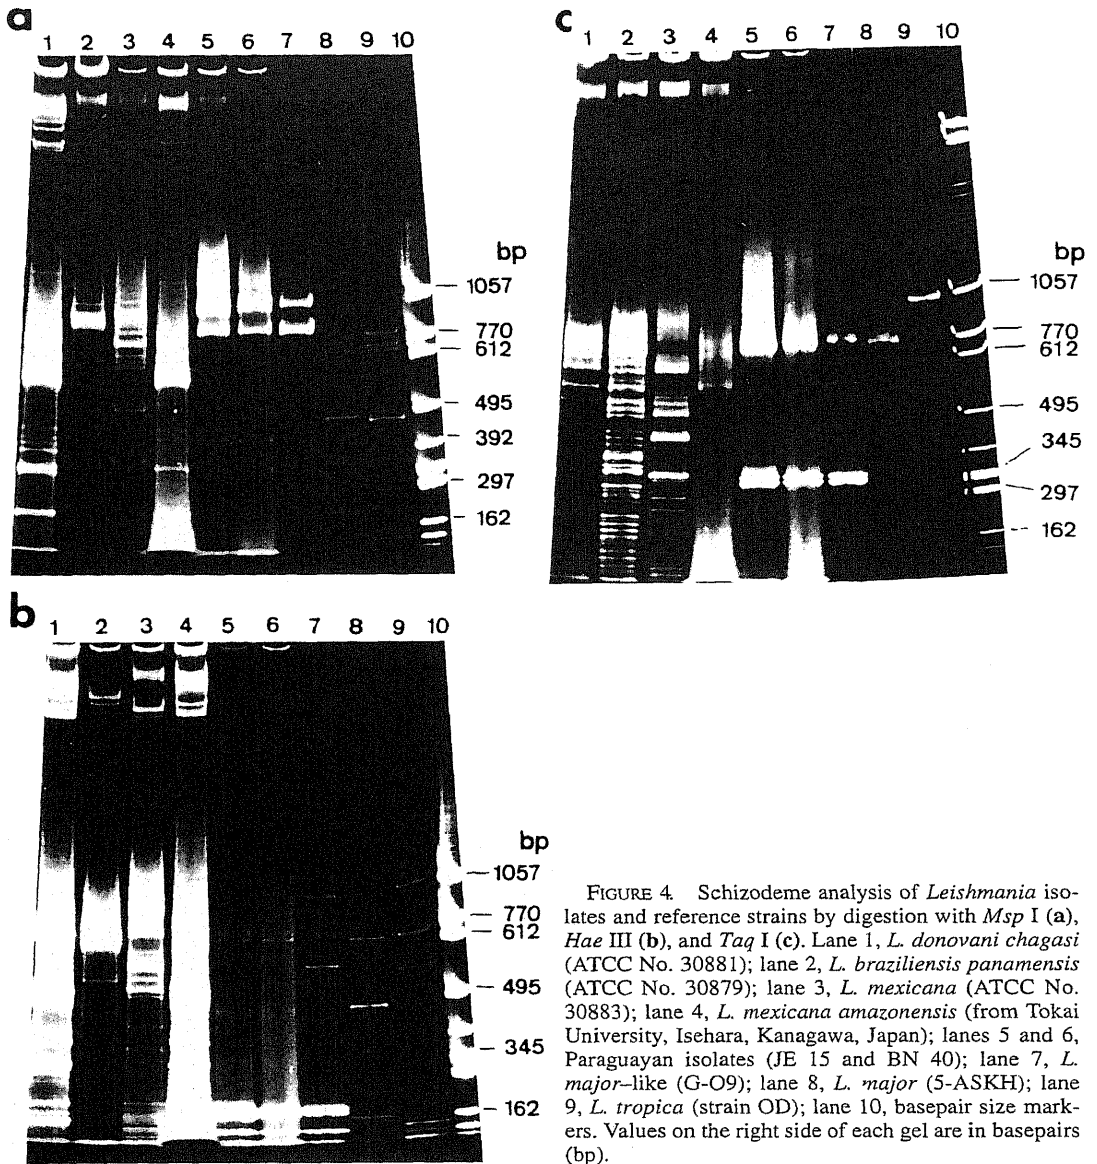 a
1 2 3 4 5 6 7 8 9 10
bp
1057
770
612
495
392
297
162
c
1 2 3 4 5 6 7 8 9 10
bp
1057
770
612
495
345
297
162
b
1 2 3 4 5 6 7 8 9 10
bp
1057
770
612
495
345
162
FIGURE 4. Schizodeme analysis of Leishmania iso-
lates and reference strains by digestion with Msp I (a),
Hae III (b), and Taq I (c). Lane 1, L. donovani chagasi
(ATCC No. 30881); lane 2, L. braziliensis panamensis
(ATCC No. 30879); lane 3, L. mexicana (ATCC No.
30883); lane 4, L. mexicana amazonensis (from Tokai
University, Isehara, Kanagawa, Japan); lanes 5 and 6,
Paraguayan isolates (JE 15 and BN 40); lane 7, L.
major–like (G-O9); lane 8, L. major (5-ASKH); lane
9, L. tropica (strain OD); lane 10, basepair size mark-
ers. Values on the right side of each gel are in basepairs
(bp).